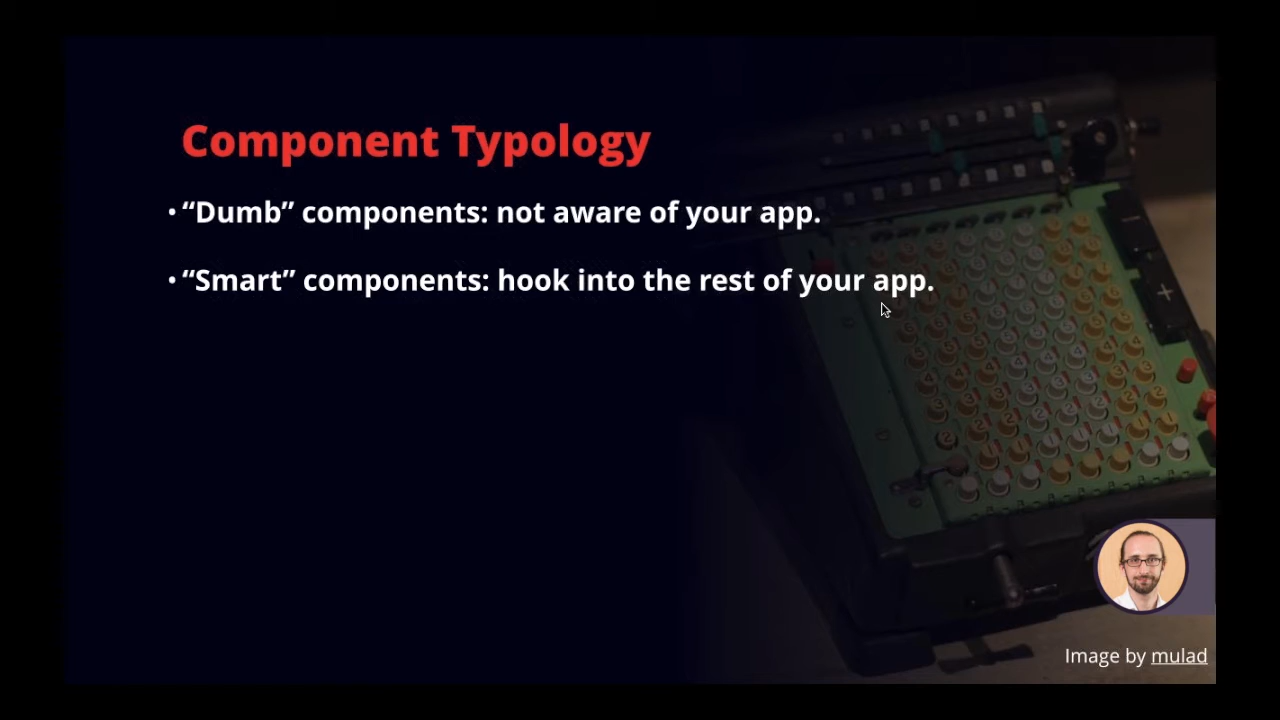 Component Typology
• “Dumb” components: not aware of your app.
• “Smart” components: hook into the rest of your app.
Image by mulad